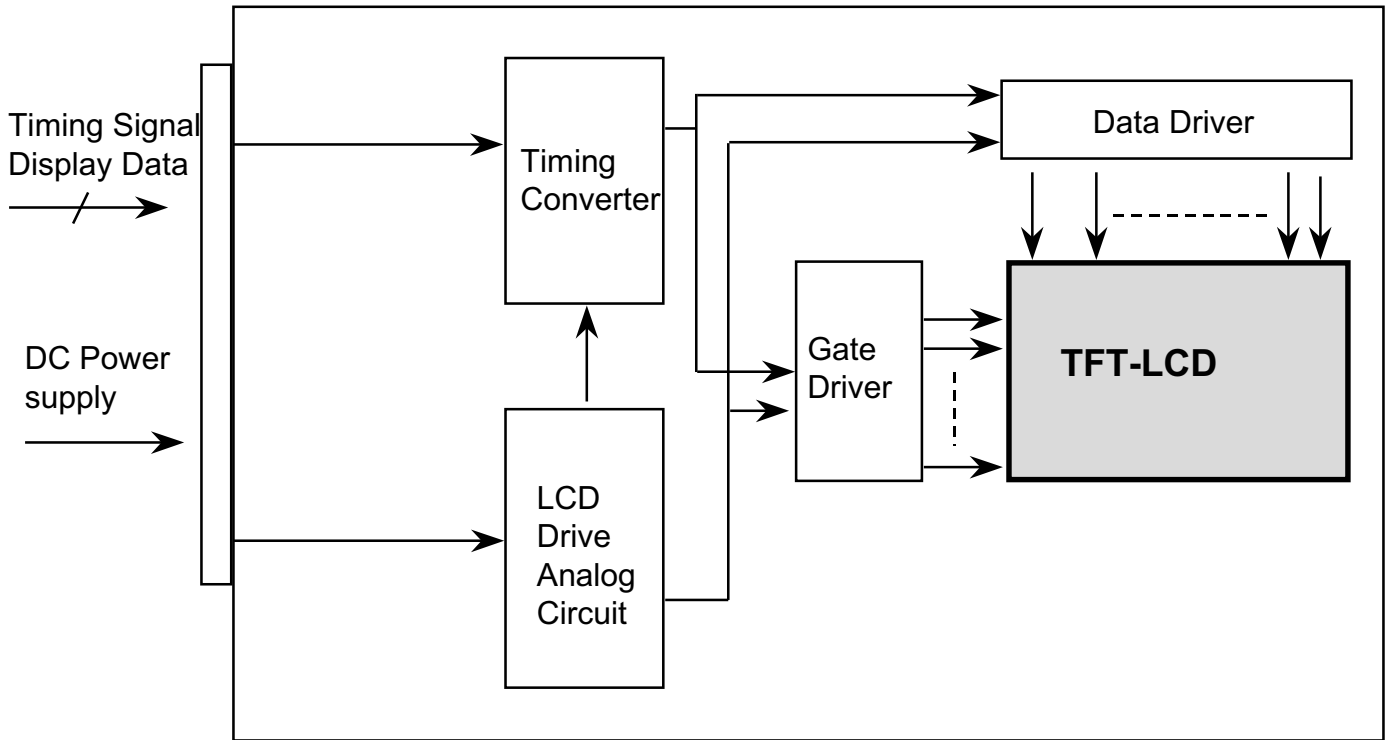 Timing Signal
Display Data
DC Power
supply
Timing
Converter
LCD
Drive
Analog
Circuit
Gate
Driver
Data Driver
TFT-LCD